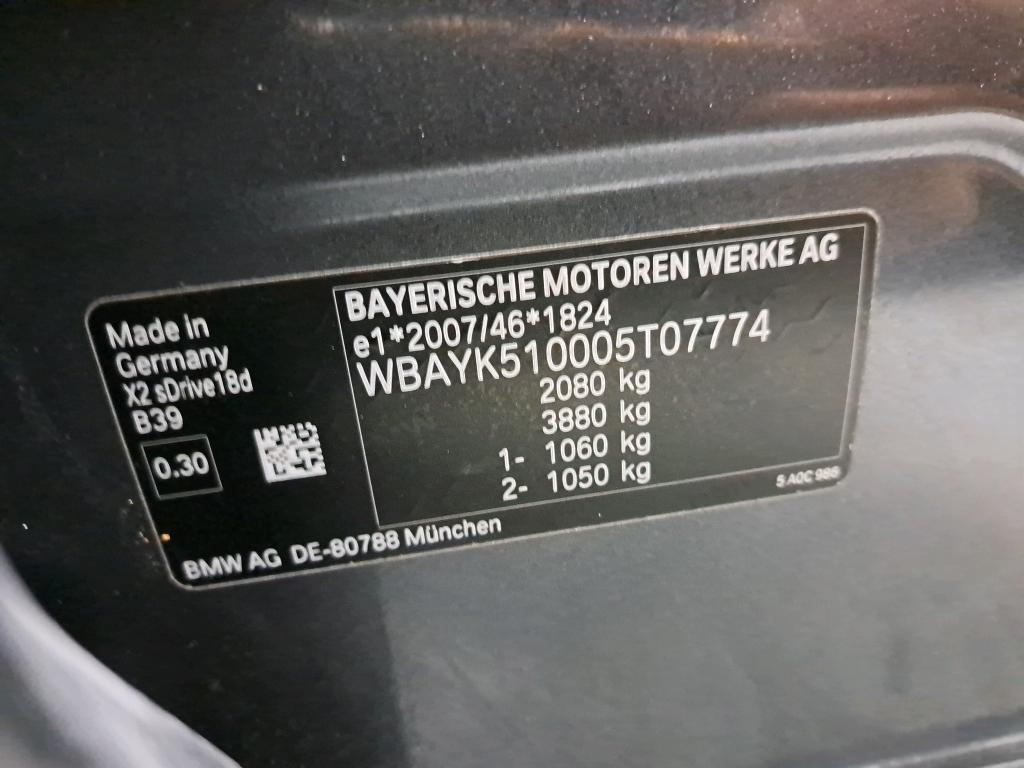 BAYERISCHE MOTOREN WERKE AG
e1*2007/46*1824
WBAYK510005T07774
2080 kg
3880 kg
1- 1060 kg
2- 1050 kg
Made in
Germany
X2 sDrive18d
B39
0.30
5 A0C 986
BMW AG DE-80788 München